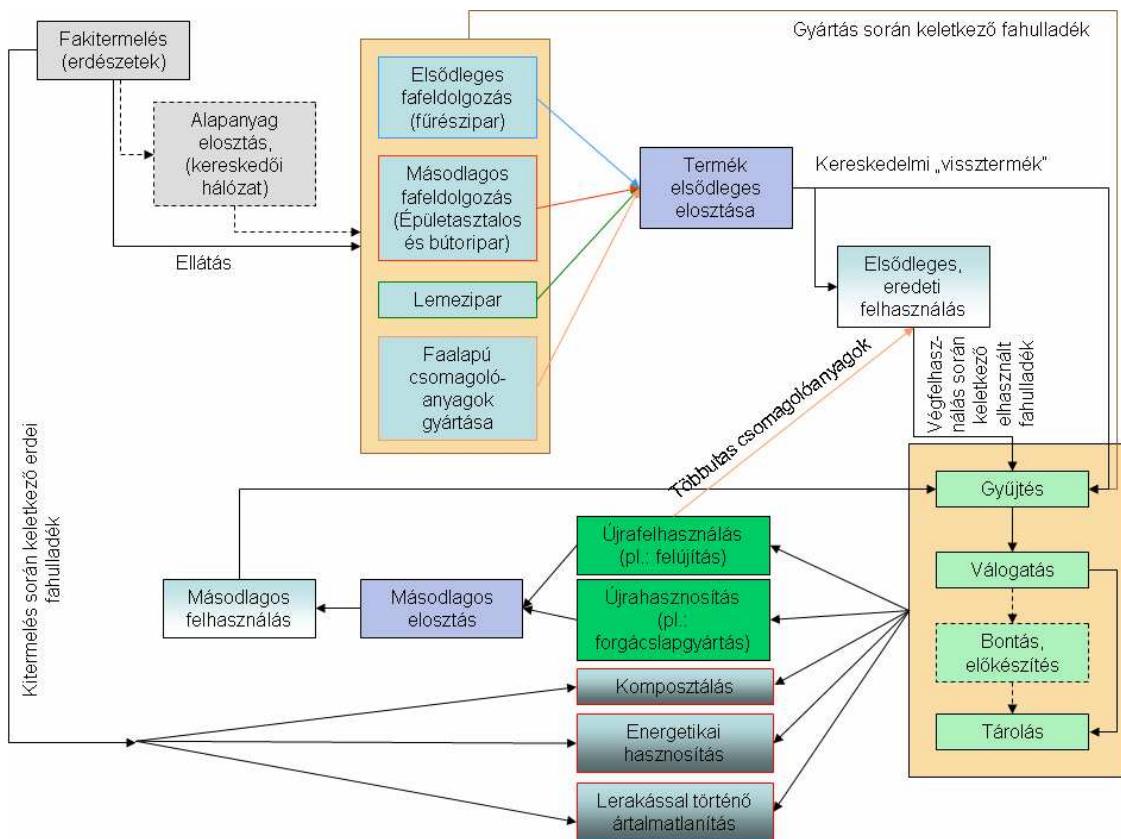 Fakitermelés
(erdészetek)
Alapanyag
elosztás,
(kereskedői
hálózat)
Ellátás
Elsődleges
fafeldolgozás
(fűrészipar)
Másodlagos
fafeldolgozás
(Épületasztalos
és bútoripar)
Lemezipar
Faalapú
csomagoló-
anyagok
gyártása
Gyártás során keletkező fahulladék
Termék
elsődleges
elosztása
Kereskedelmi „vissztermék”
Elsődleges,
eredeti
felhasználás
Végfelhasz-
nálás során
keletkező
elhasznált
fahulladék
Többutas csomagolóanyagok
Gyűjtés
Válogatás
Bontás,
előkészítés
Tárolás
Újrafelhasználás
(pl.: felújítás)
Újrahasznosítás
(pl.:
forgácslapgyártás)
Másodlagos
elosztás
Másodlagos
felhasználás
Komposztálás
Energetikai
hasznosítás
Lerakással történő
ártalmatlanítás
Kitermelés során keletkező erdei
fahulladék